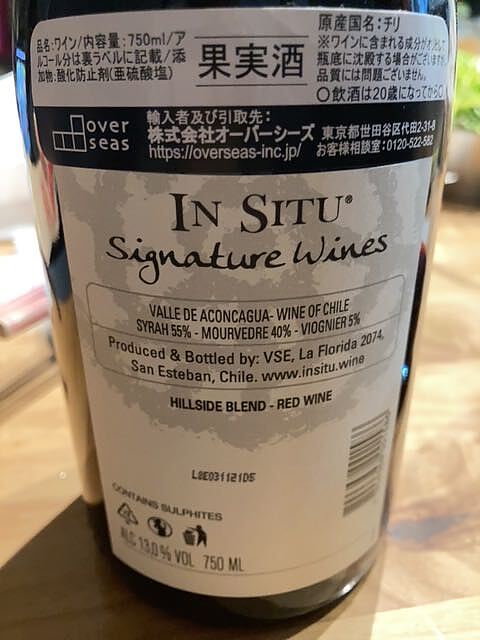 品名:ワイン/内容量:750ml/ア
ルコール分は裏ラベルに記載/添
加物:酸化防止剤(亜硫酸塩)
果実酒
原産国名:チリ
※ワインに含まれる成分が
瓶底に沈殿する場合がございますが
品質には問題ございません。
○飲酒は20歳になってから○
over
seas
輸入者及び引取先:
株式会社オーバーシーズ 東京都世田谷区代田2-31-8
https://overseas-inc.jp/ お客様相談室:0120-522-582
IN SITU®
Signature Wines
VALLE DE ACONCAGUA- WINE OF CHILE
SYRAH 55% - MOURVEDRE 40% - VIOGNIER 5%
Produced & Bottled by: VSE, La Florida 2074,
San Esteban, Chile. www.insitu.wine
HILLSIDE BLEND - RED WINE
L2E031121D5
CONTAINS SULPHITES
ALC 13,0 % VOL 750 ML